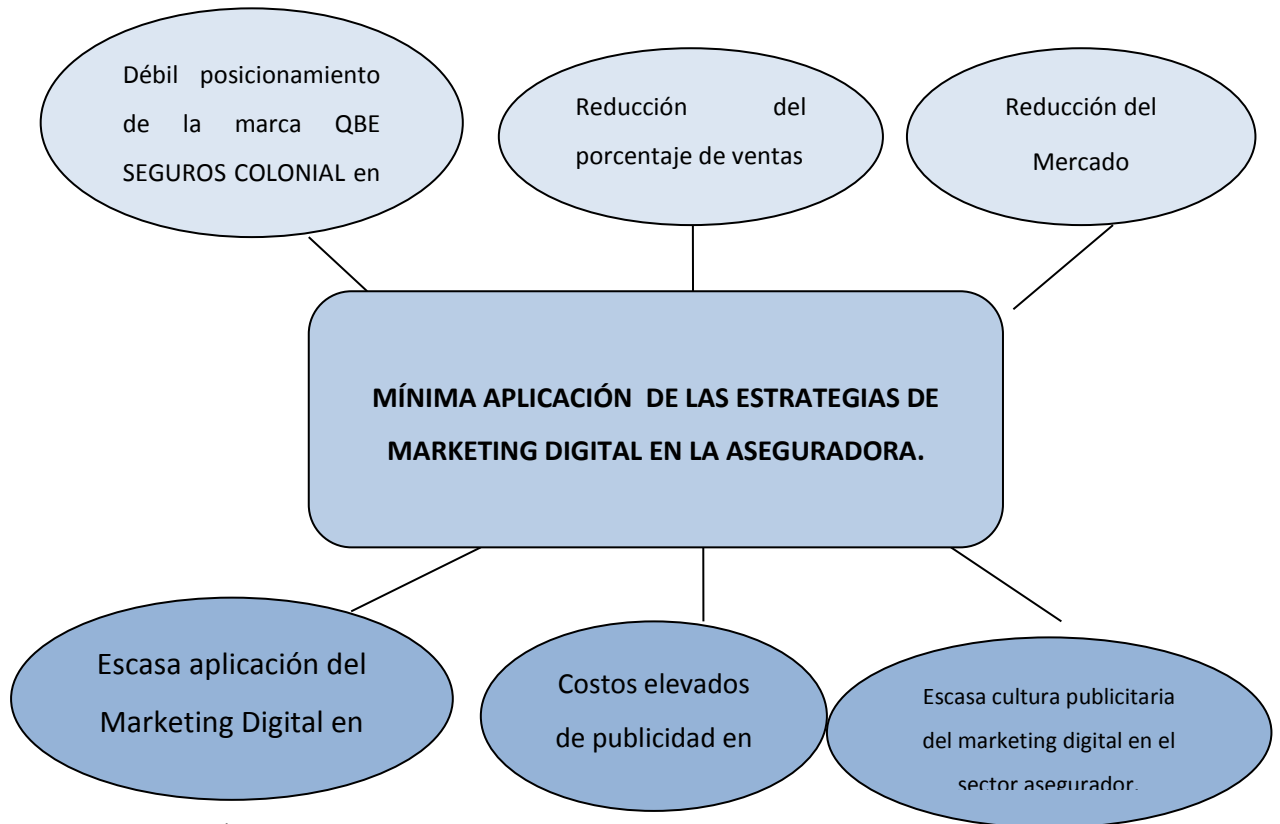 Débil posicionamiento
de la marca QBE
SEGUROS COLONIAL en
Reducción del
porcentaje de ventas
Reducción del
Mercado
MÍNIMA APLICACIÓN DE LAS ESTRATEGIAS DE
MARKETING DIGITAL EN LA ASEGURADORA.
Escasa aplicación del
Marketing Digital en
Costos elevados
de publicidad en
Escasa cultura publicitaria
del marketing digital en el
sector asegurador.